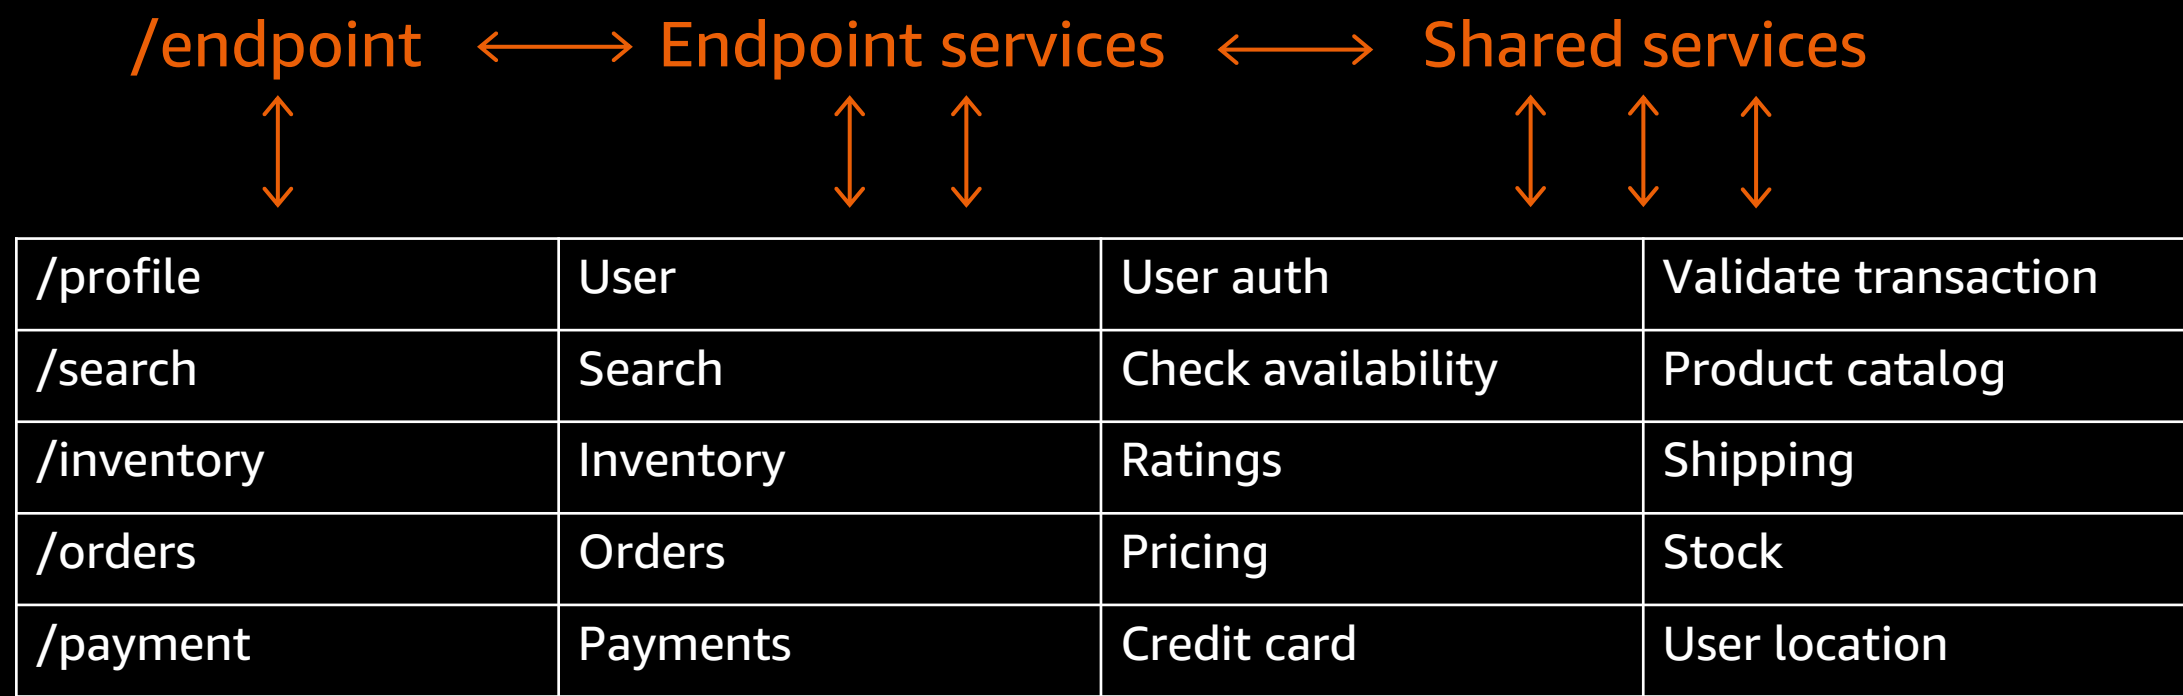 /endpoint Endpoint services Shared services
/profile User User auth Validate transaction
/search Search Check availability Product catalog
/inventory Inventory Ratings Shipping
/orders Orders Pricing Stock
/payment Payments Credit card User location